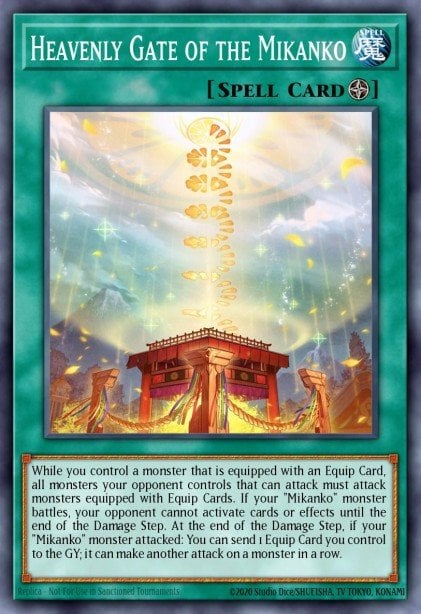 HEAVENLY GATE OF THE MIKANKO
SPELL
魔
[SPELL CARD]
While you control a monster that is equipped with an Equip Card,
all monsters your opponent controls that can attack must attack
monsters equipped with Equip Cards. If your "Mikanko" monster
battles, your opponent cannot activate cards or effects until the
end of the Damage Step. At the end of the Damage Step, if your
"Mikanko" monster attacked: You can send 1 Equip Card you control
to the GY; it can make another attack on a monster in a row.
Replica - Not For Use in Sanctioned Tournaments
©2020 Studio Dice/SHUEISHA, TV TOKYO, KONAMI